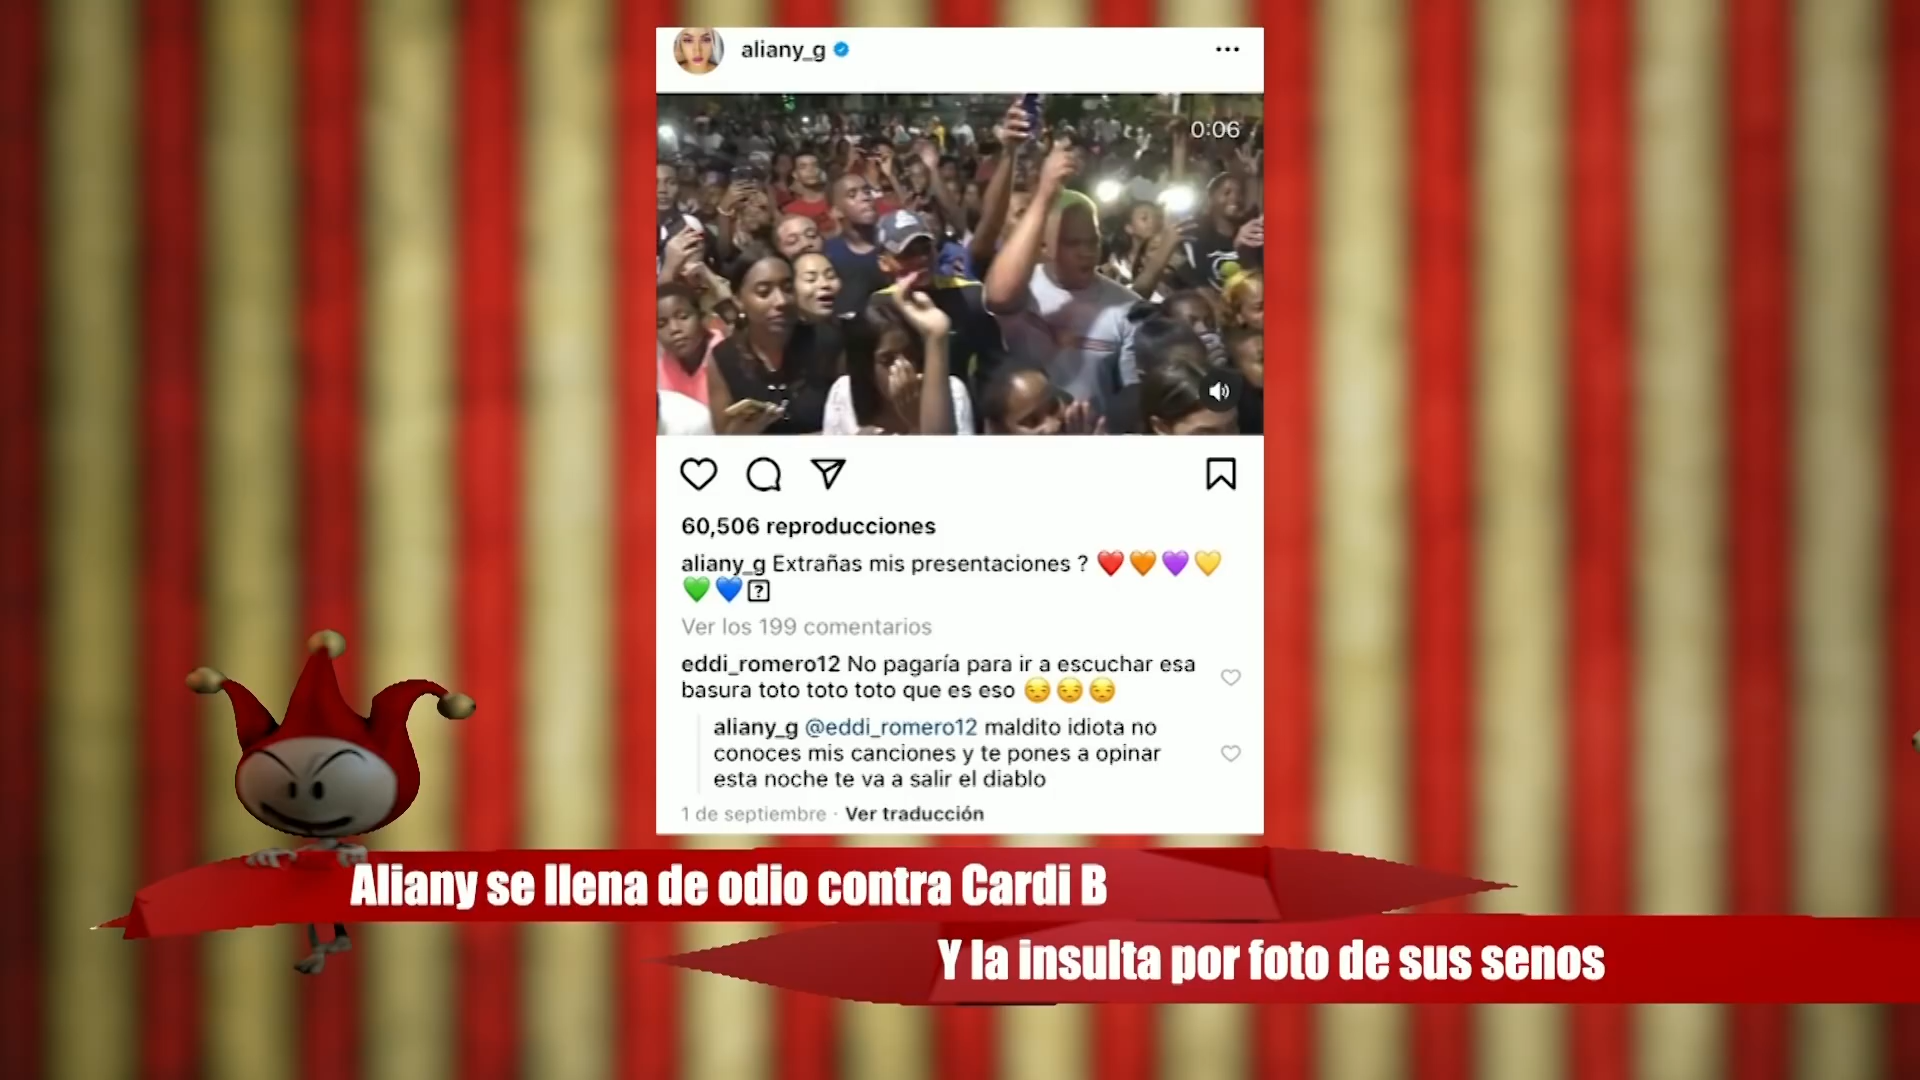 aliany_g
0:06
60,506 reproducciones
aliany_g Extrañas mis presentaciones ? ❤️🧡💜💛
💚💙
Ver los 199 comentarios
eddi_romero12 No pagaría para ir a escuchar esa
basura toto toto toto que es eso 😒😒😒
aliany_g @eddi_romero12 maldito idiota no
conoces mis canciones y te pones a opinar
esta noche te va a salir el diablo
1 de septiembre · Ver traducción
Aliany se llena de odio contra Cardi B
Y la insulta por foto de sus senos